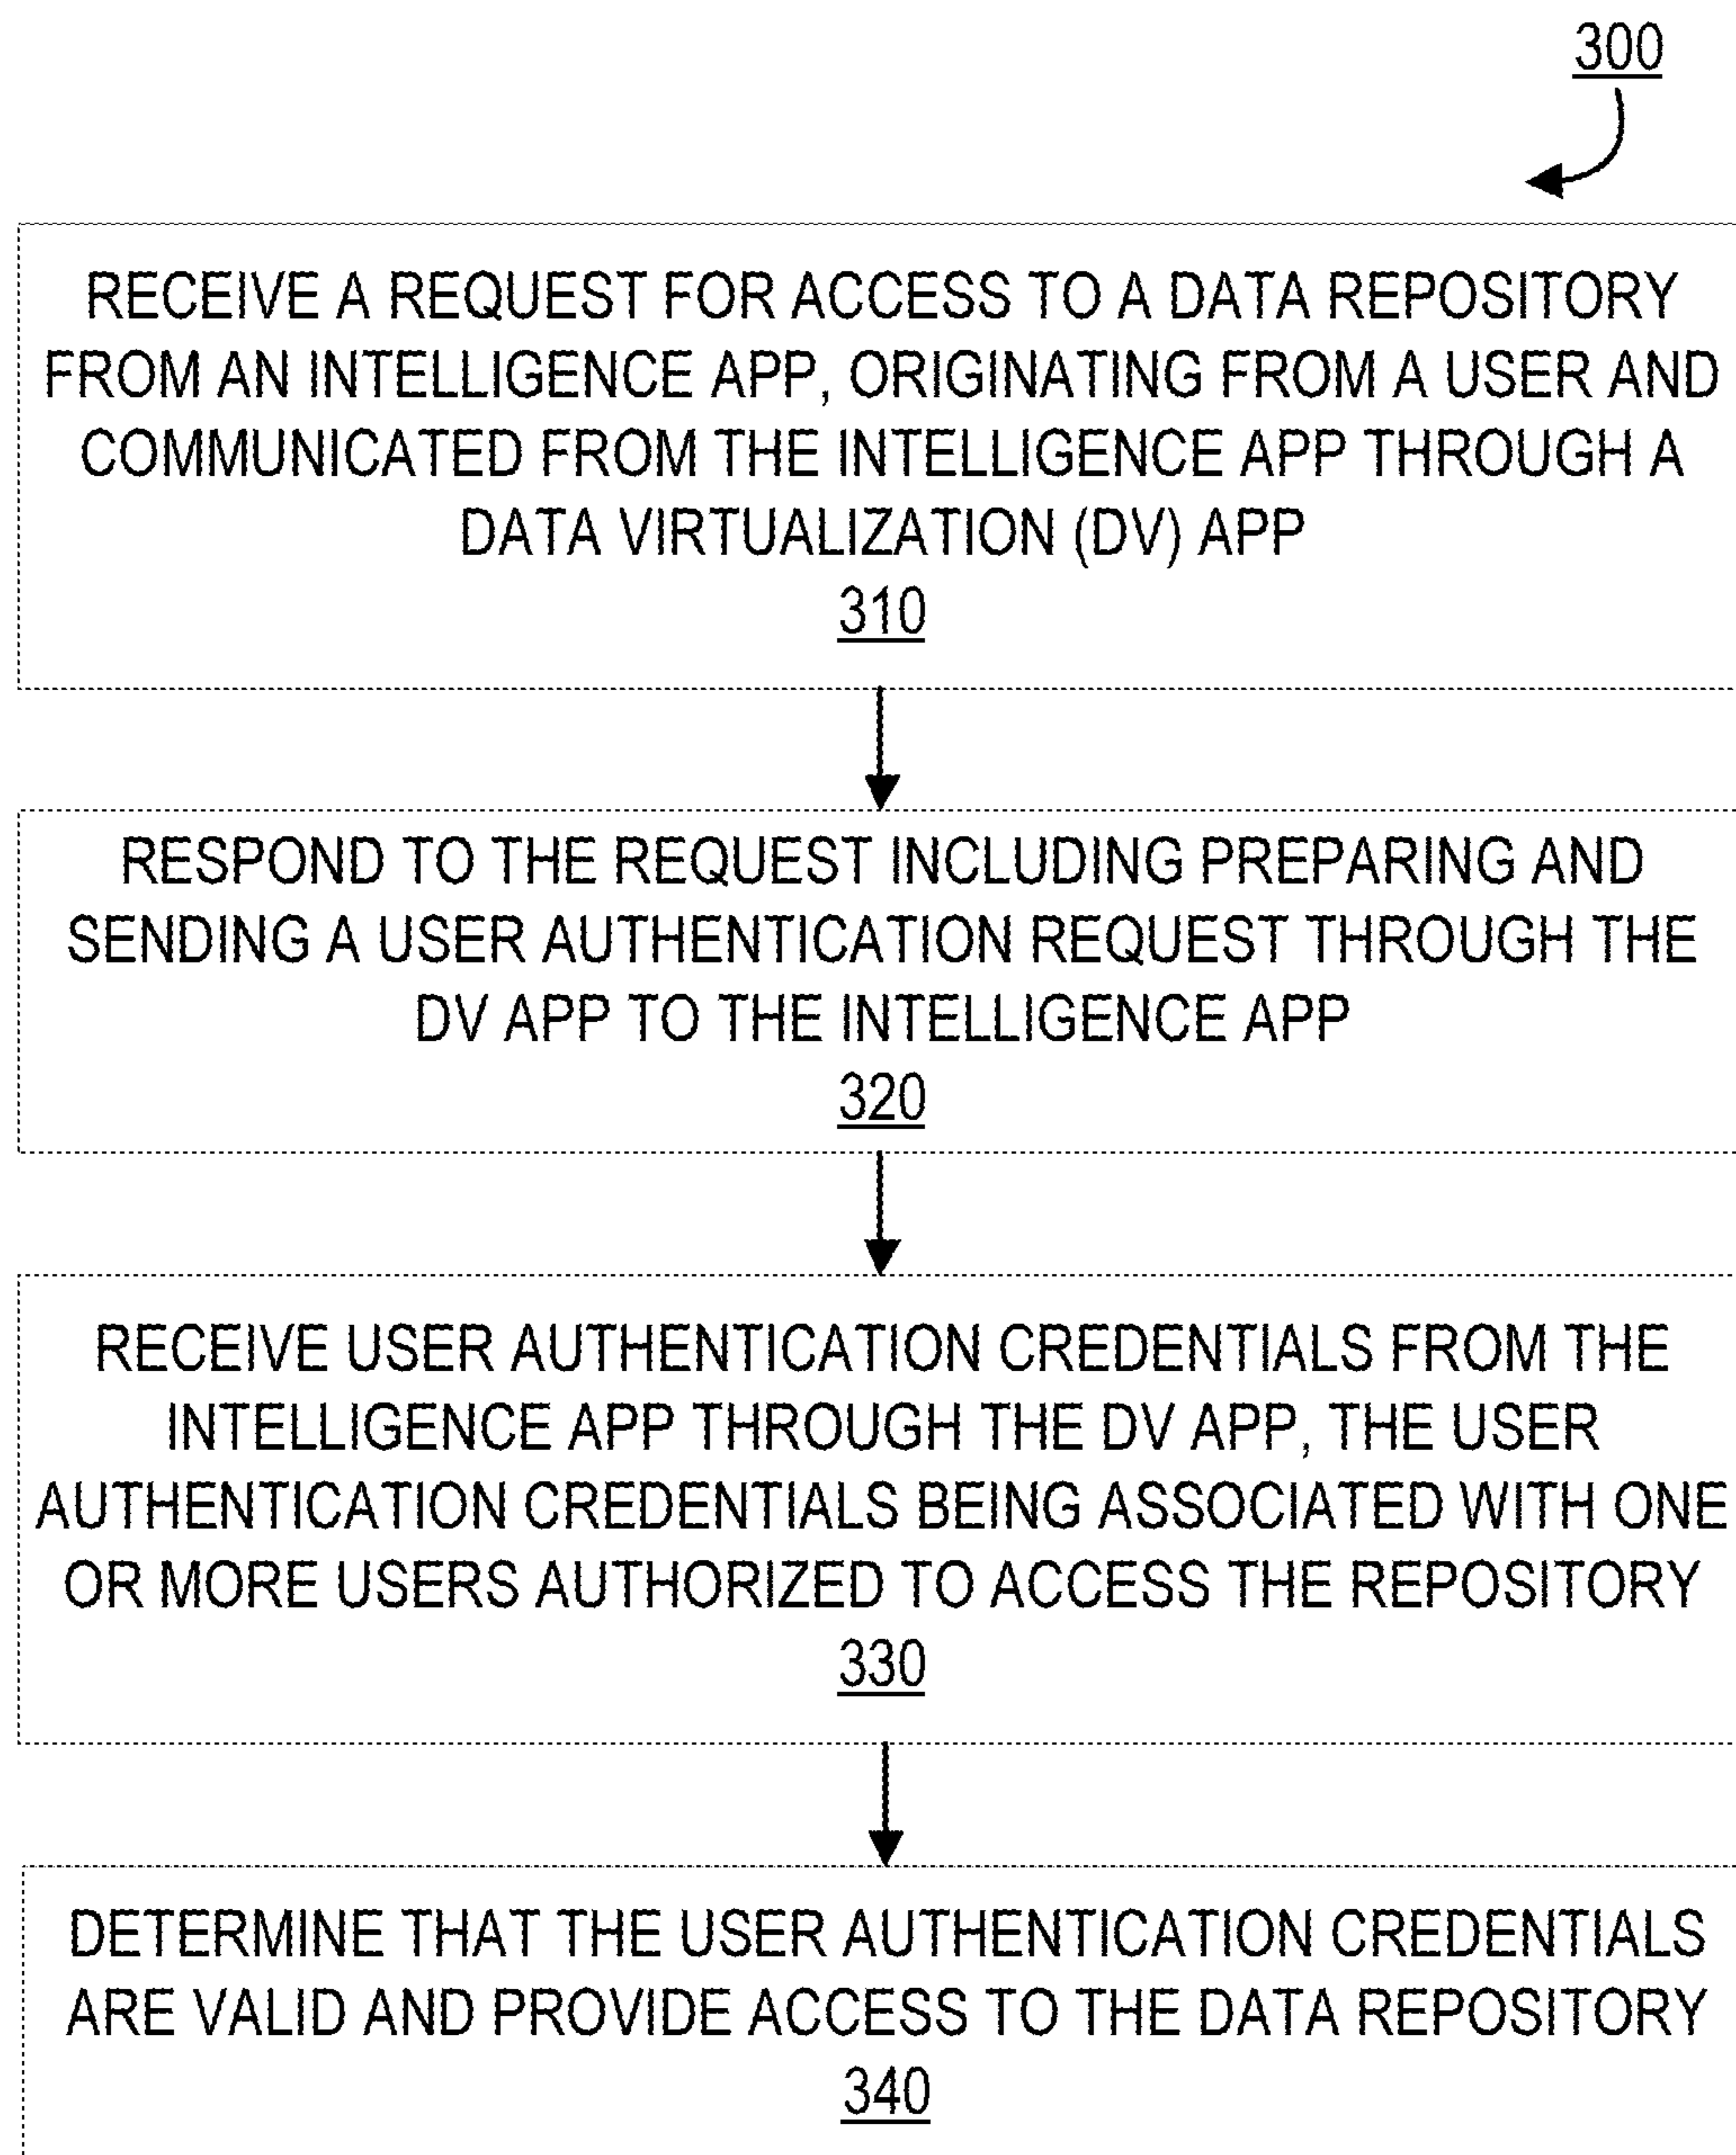 300
RECEIVE A REQUEST FOR ACCESS TO A DATA REPOSITORY
FROM AN INTELLIGENCE APP, ORIGINATING FROM A USER AND
COMMUNICATED FROM THE INTELLIGENCE APP THROUGH A
DATA VIRTUALIZATION (DV) APP
310
RESPOND TO THE REQUEST INCLUDING PREPARING AND
SENDING A USER AUTHENTICATION REQUEST THROUGH THE
DV APP TO THE INTELLIGENCE APP
320
RECEIVE USER AUTHENTICATION CREDENTIALS FROM THE
INTELLIGENCE APP THROUGH THE DV APP, THE USER
AUTHENTICATION CREDENTIALS BEING ASSOCIATED WITH ONE
OR MORE USERS AUTHORIZED TO ACCESS THE REPOSITORY
330
DETERMINE THAT THE USER AUTHENTICATION CREDENTIALS
ARE VALID AND PROVIDE ACCESS TO THE DATA REPOSITORY
340